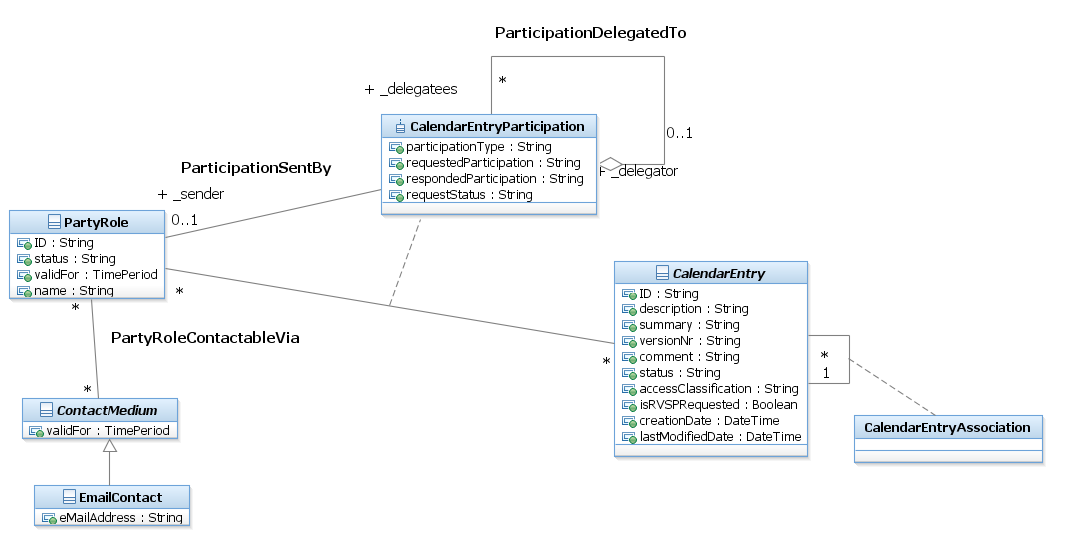 ParticipationDelegatedTo
*
+ _delegatees
CalendarEntryParticipation
0..1
participationType : String
requestedParticipation : String
respondedParticipation : String
requestStatus : String
+ _delegator
ParticipationSentBy
+ _sender
0..1
PartyRole
ID : String
status : String
validFor : TimePeriod
name : String
*
*
PartyRoleContactableVia
*
ContactMedium
validFor : TimePeriod
EmailContact
eMailAddress : String
*
CalendarEntry
ID : String
description : String
summary : String
versionNr : String
comment : String
status : String
accessClassification : String
isRVSPRequested : Boolean
creationDate : DateTime
lastModifiedDate : DateTime
*
1
CalendarEntryAssociation